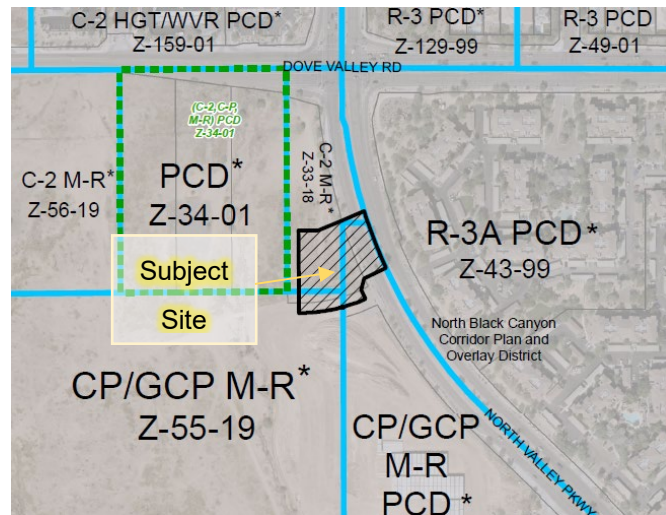 C-2 HGT/WVR PCD*
Z-159-01
R-3 PCD*
Z-129-99
R-3 PCD
Z-49-01
DOVE VALLEY RD
(C-2,C-P,
M-R) PCD
Z-34-01
C-2 M-R*
Z-56-19
PCD*
Z-34-01
C-2 M-R*
Z-33-18
R-3A PCD*
Z-43-99
Subject
Site
North Black Canyon
Corridor Plan and
Overlay District
CP/GCP M-R*
Z-55-19
CP/GCP
M-R
PCD *
NORTH VALLEY PKWY